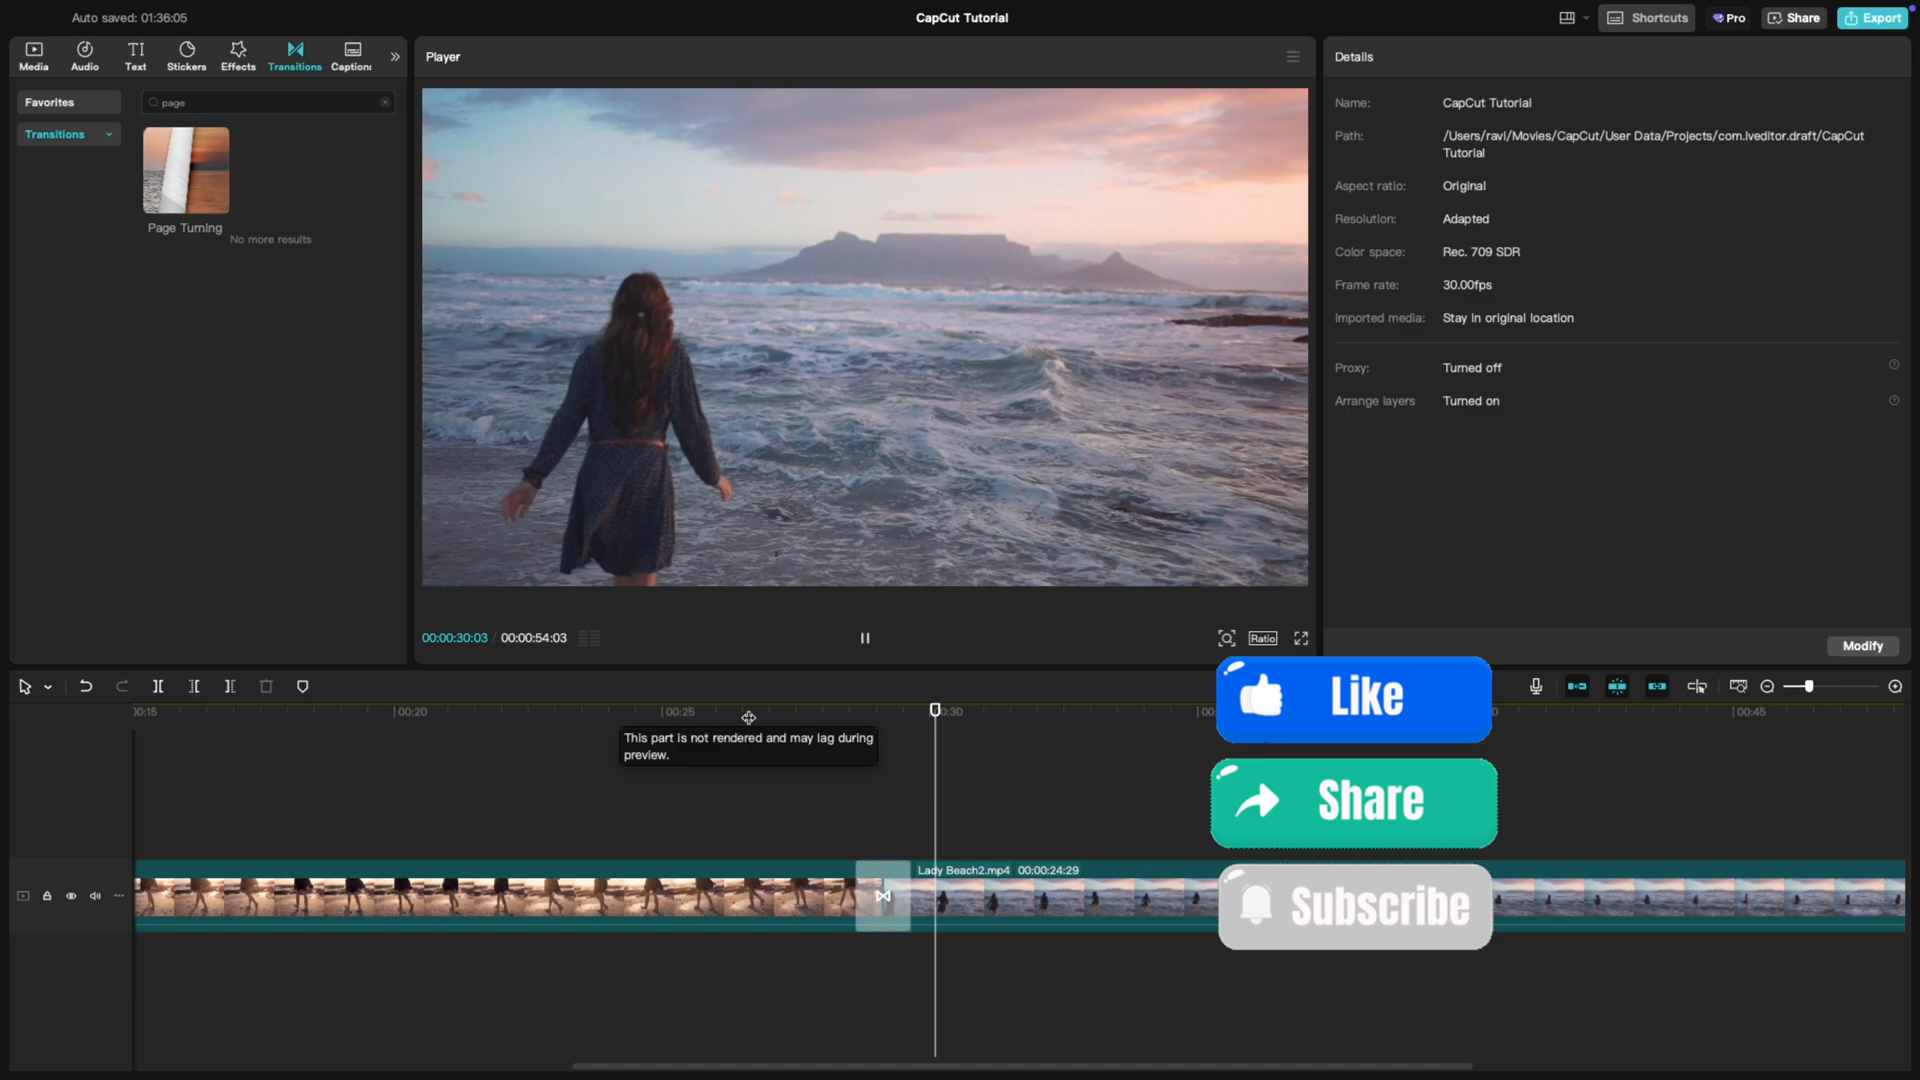 Auto saved: 01:36:05
CapCut Tutorial
Shortcuts
Pro
Share
Export
Media
Audio
Text
Stickers
Effects
Transitions
Player
Details
Favorites
page
Transitions
Page Turning
No more results
Name: CapCut Tutorial
Path: /Users/ravi/Movies/CapCut/User Data/Projects/com.lveditor.draft/CapCut
Tutorial
Aspect ratio: Original
Resolution: Adapted
Color space: Rec. 709 SDR
Frame rate: 30.00fps
Imported media: Stay in original location
Proxy: Turned off
Arrange layers Turned on
00:00:30:03 / 00:00:54:03
Ratio
Modify
Like
00:20
00:25
00:45
This part is not rendered and may lag during
preview.
Share
Lady Beach2.mp4 00:00:24:29
Subscribe